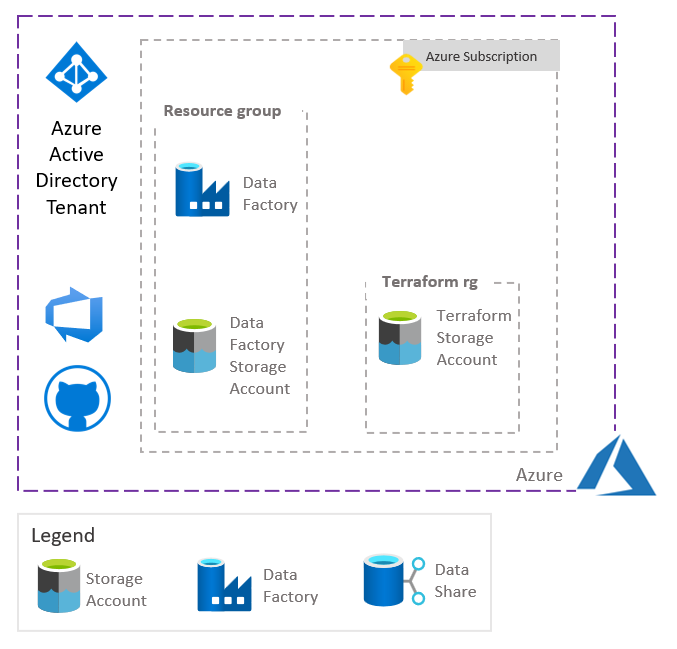 Azure Subscription
Azure
Active
Directory
Tenant
Resource group
Data
Factory
Data
Factory
Storage
Account
Terraform rg
Terraform
Storage
Account
Azure
Legend
Storage
Account
Data
Factory
Data
Share